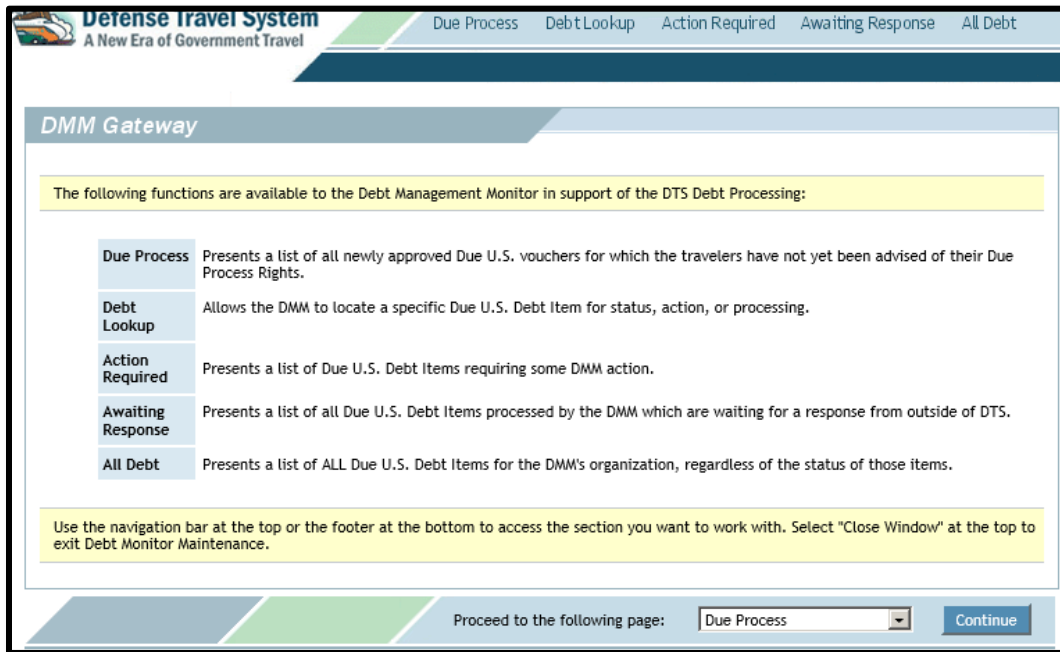 Defense Travel System
A New Era of Government Travel
Due Process Debt Lookup Action Required Awaiting Response All Debt
DMM Gateway
The following functions are available to the Debt Management Monitor in support of the DTS Debt Processing:
Due Process Presents a list of all newly approved Due U.S. vouchers for which the travelers have not yet been advised of their Due
Process Rights.
Debt Allows the DMM to locate a specific Due U.S. Debt Item for status, action, or processing.
Lookup
Action
Required Presents a list of Due U.S. Debt Items requiring some DMM action.
Awaiting Presents a list of all Due U.S. Debt Items processed by the DMM which are waiting for a response from outside of DTS.
Response
All Debt Presents a list of ALL Due U.S. Debt Items for the DMM's organization, regardless of the status of those items.
Use the navigation bar at the top or the footer at the bottom to access the section you want to work with. Select "Close Window" at the top to
exit Debt Monitor Maintenance.
Proceed to the following page: Due Process Continue